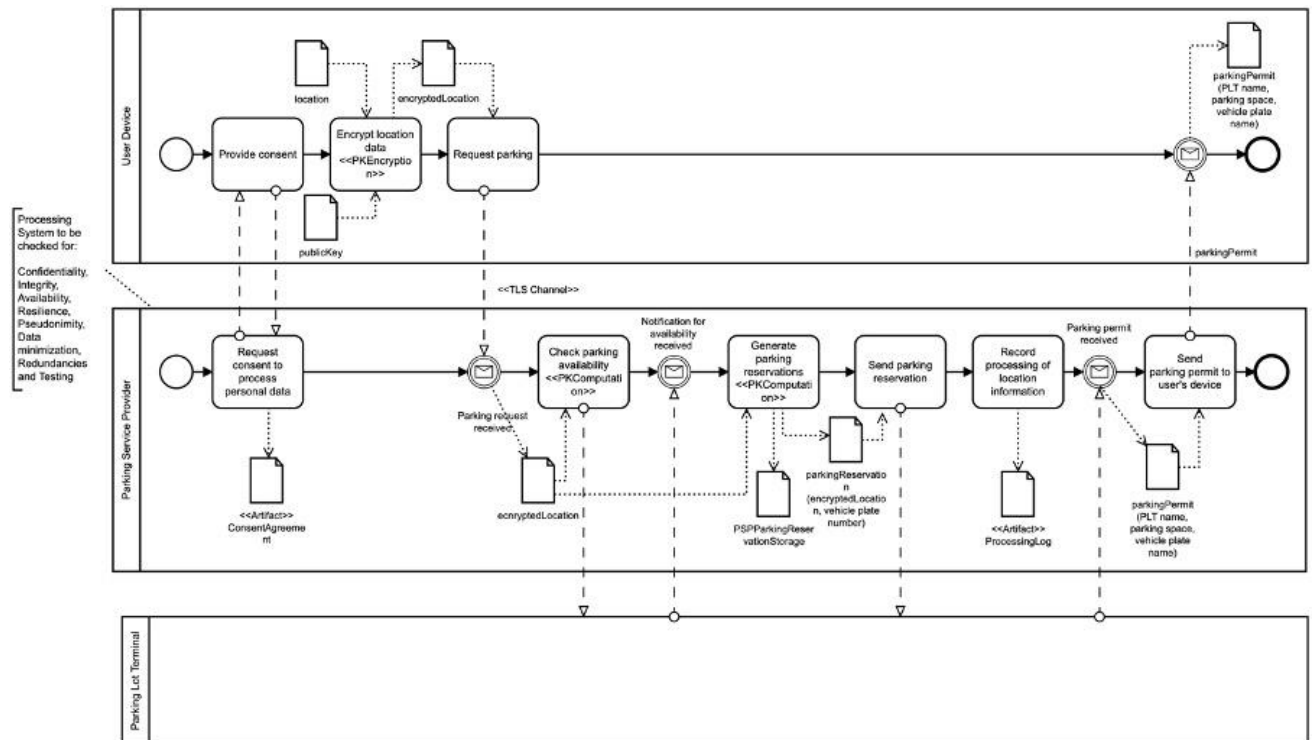 User Device
location
encryptedLocation
parkingPermit
(PLT name,
parking space,
vehicle plate
name)
Provide consent
Encrypt location
data
<<PKEncryptio
n>>
Request parking
publicKey
parkingPermit
Processing
System to be
checked for:
Confidentiality,
Integrity,
Availability,
Resilience,
Pseudonimity,
Data
minimization,
Redundancies
and Testing
<<TLS Channel>>
Parking Service Provider
Request
consent to
process
personal data
Parking request
received
Check parking
availability
<<PKComputati
on>>
Notification for
availability
received
Generate
parking
reservations
<<PKComputati
on>>
Send parking
reservation
Record
processing of
location
information
Parking permit
received
Send
parking permit to
user's device
<<Artifact>>
ConsentAgreeme
nt
ecnryptedLocation
PSPParkingReser
vationStorage
parkingReservatio
n
(encryptedLocatio
n, vehicle plate
number)
<<Artifact>>
ProcessingLog
parkingPermit
(PLT name,
parking space,
vehicle plate
name)
Parking Lot Terminal